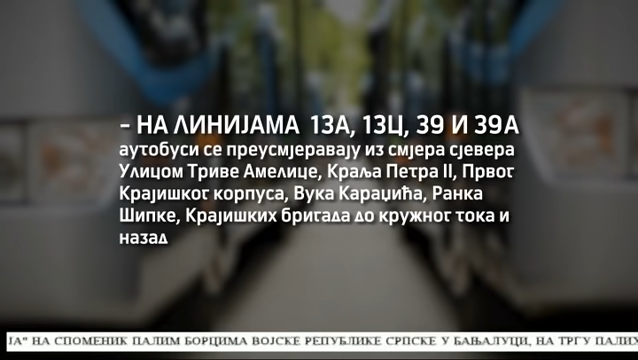 - НА ЛИНИЈАМА 13А, 13Ц, 39 И 39А
аутобуси се преусмјеравају из смјера сјевера
Улицом Триве Амелице, Краља Петра II, Првог
Крајишког корпуса, Вука Караџића, Ранка
Шипке, Крајишких бригада до кружног тока и
назад
ЈА" НА СПОМЕНИК ПАЛИМ БОРЦИМА ВОЈСКЕ РЕПУБЛИКЕ СРПСКЕ У БАЊАЛУЦИ, НА ТРГУ ПАЛИХ